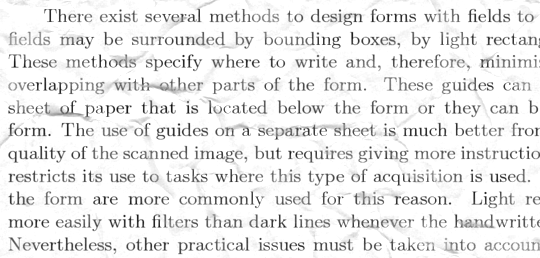 There exist several methods to design forms with fields to
fields may be surrounded by bounding boxes, by light rectang
These methods specify where to write and, therefore, minimi
overlapping with other parts of the form. These guides can
sheet of paper that is located below the form or they can b
form. The use of guides on a separate sheet is much better from
quality of the scanned image, but requires giving more instructio
restricts its use to tasks where this type of acquisition is used.
the form are more commonly used for this reason. Light re
more easily with filters than dark lines whenever the handwritte
Nevertheless, other practical issues must be taken into accoun